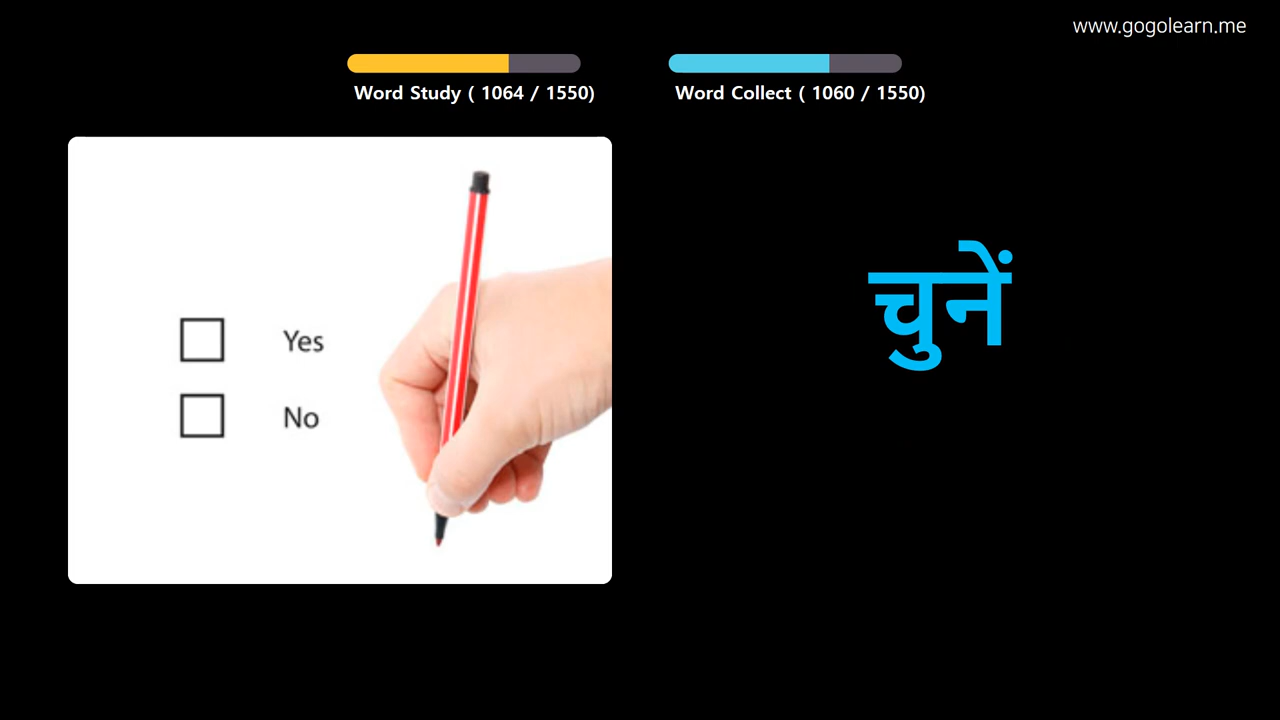 www.gogolearn.me
Word Study ( 1064 / 1550)
Word Collect ( 1060 / 1550)
Yes
No
चुनें